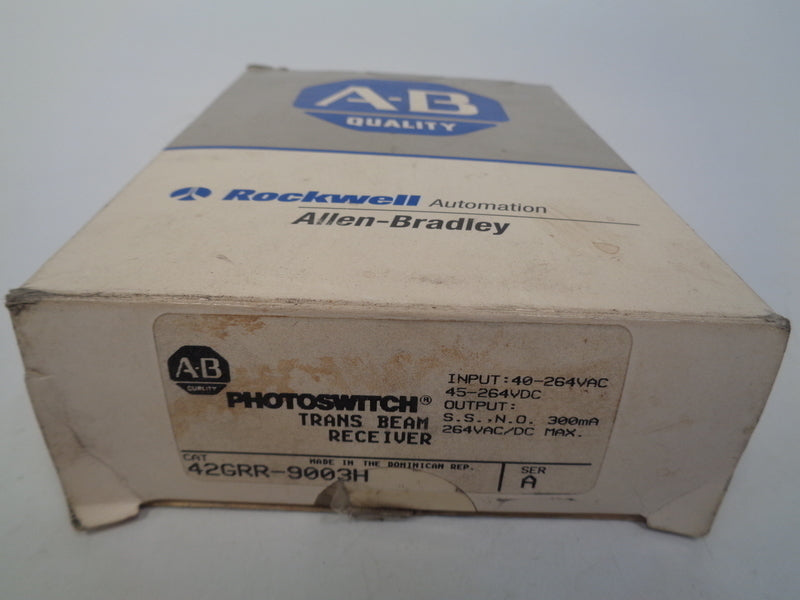 A-B
QUALITY
Rockwell Automation
Allen-Bradley
A-B
QUALITY
PHOTOSWITCH®
TRANS BEAM
RECEIVER
INPUT:40-264VAC
45-264VDC
OUTPUT:
S.S.,N.O. 300mA
264VAC/DC MAX.
MADE IN THE DOMINICAN REP.
CAT
42GRR-9003H
SER
A